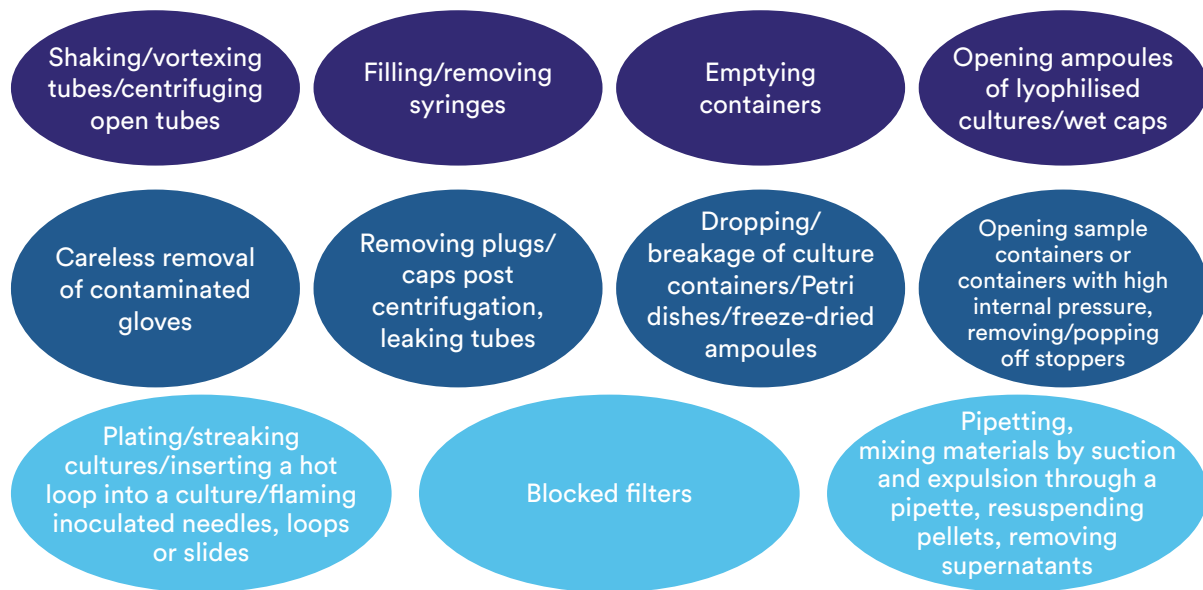 Shaking/vortexing
tubes/centrifuging
open tubes
Filling/removing
syringes
Emptying
containers
Opening ampoules
of lyophilised
cultures/wet caps
Careless removal
of contaminated
gloves
Removing plugs/
caps post
centrifugation,
leaking tubes
Dropping/
breakage of culture
containers/Petri
dishes/freeze-dried
ampoules
Opening sample
containers or
containers with high
internal pressure,
removing/popping
off stoppers
Plating/streaking
cultures/inserting a hot
loop into a culture/flaming
inoculated needles, loops
or slides
Blocked filters
Pipetting,
mixing materials by suction
and expulsion through a
pipette, resuspending
pellets, removing
supernatants